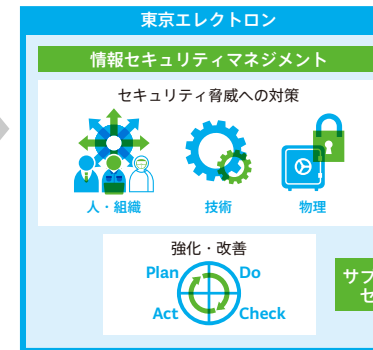 東京エレクトロン
情報セキュリティマネジメント
セキュリティ脅威への対策
人・組織 技術 物理
強化・改善
Plan Do
Act Check
サプ
セ